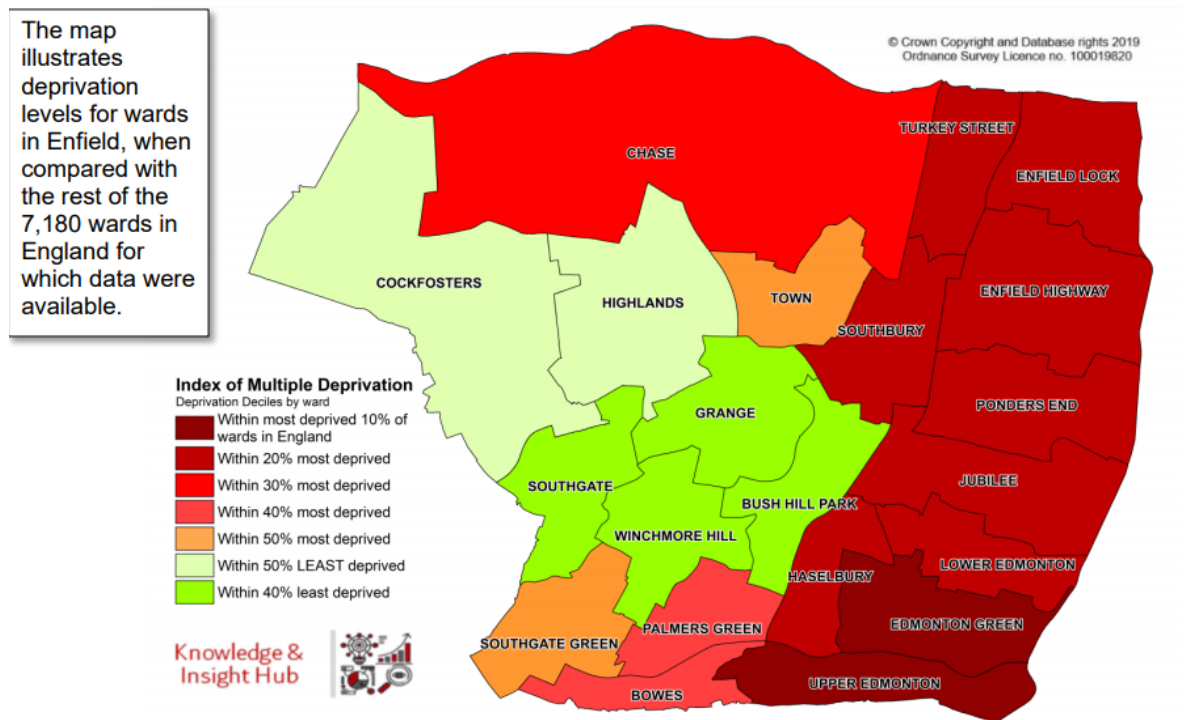 The map
illustrates
deprivation
levels for wards
in Enfield, when
compared with
the rest of the
7,180 wards in
England for
which data were
available.
© Crown Copyright and Database rights 2019
Ordnance Survey Licence no. 100019820
TURKEY STREET
CHASE
ENFIELD LOCK
COCKFOSTERS
HIGHLANDS
TOWN
ENFIELD HIGHWAY
SOUTHBURY
GRANGE
PONDERS END
SOUTHGATE
JUBILEE
BUSH HILL PARK
WINCHMORE HILL
LOWER EDMONTON
HASELBURY
EDMONTON GREEN
PALMERS GREEN
SOUTHGATE GREEN
UPPER EDMONTON
BOWES
Index of Multiple Deprivation
Deprivation Deciles by ward
Within most deprived 10% of
wards in England
Within 20% most deprived
Within 30% most deprived
Within 40% most deprived
Within 50% most deprived
Within 50% LEAST deprived
Within 40% least deprived
Knowledge &
Insight Hub